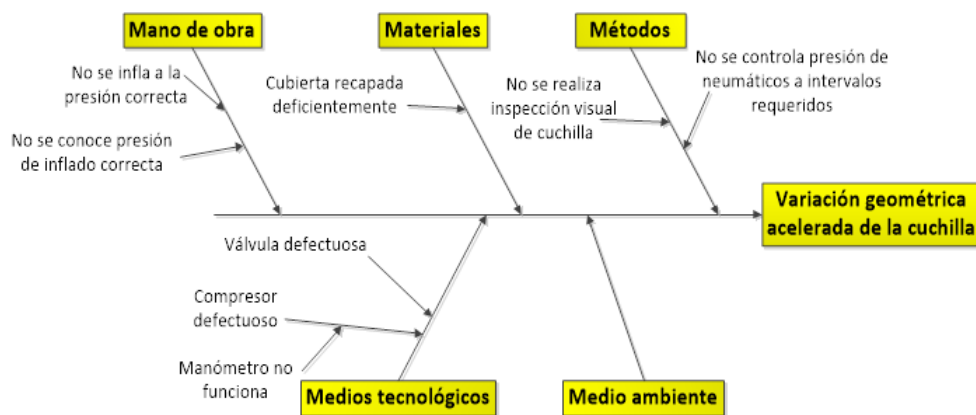 Mano de obra
Materiales
Métodos
No se infla a la
presión correcta
No se conoce presión
de inflado correcta
Cubierta recapada
deficientemente
No se realiza
inspección visual
de cuchilla
No se controla presión de
neumáticos a intervalos
requeridos
Variación geométrica
acelerada de la cuchilla
Válvula defectuosa
Compresor
defectuoso
Manómetro no
funciona
Medios tecnológicos
Medio ambiente